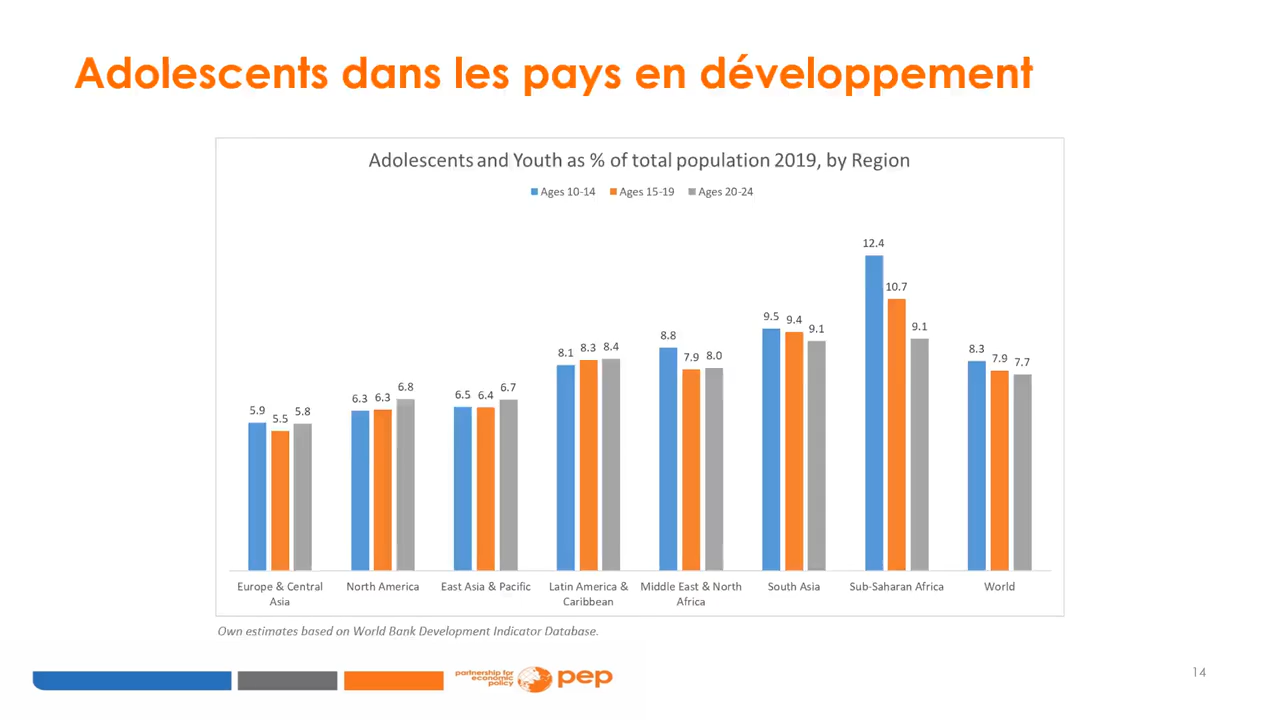 Adolescents dans les pays en développement
Adolescents and Youth as % of total population 2019, by Region
Ages 10-14 Ages 15-19 Ages 20-24
5.9 5.5 5.8
6.3 6.3 6.8
6.5 6.4 6.7
8.1 8.3 8.4
8.8 7.9 8.0
9.5 9.4 9.1
12.4 10.7 9.1
8.3 7.9 7.7
Europe & Central
Asia
North America
East Asia & Pacific
Latin America &
Caribbean
Middle East & North
Africa
South Asia
Sub-Saharan Africa
World
Own estimates based on World Bank Development Indicator Database.
partnership for
economic
policy
pep
14